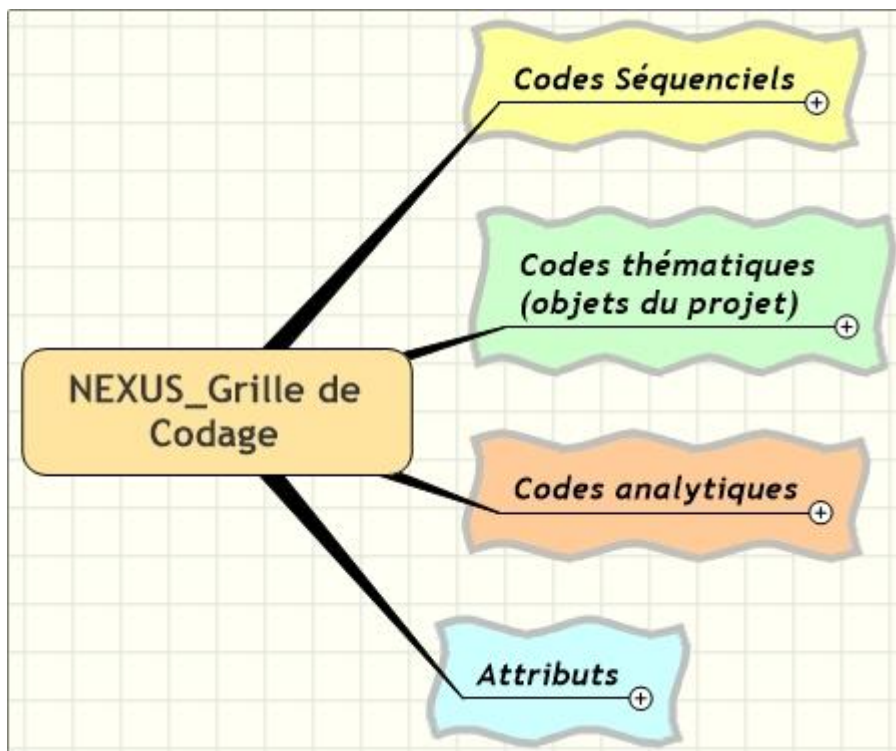 Codes Séquenciels
Codes thématiques
(objets du projet)
NEXUS_Grille de
Codage
Codes analytiques
Attributs